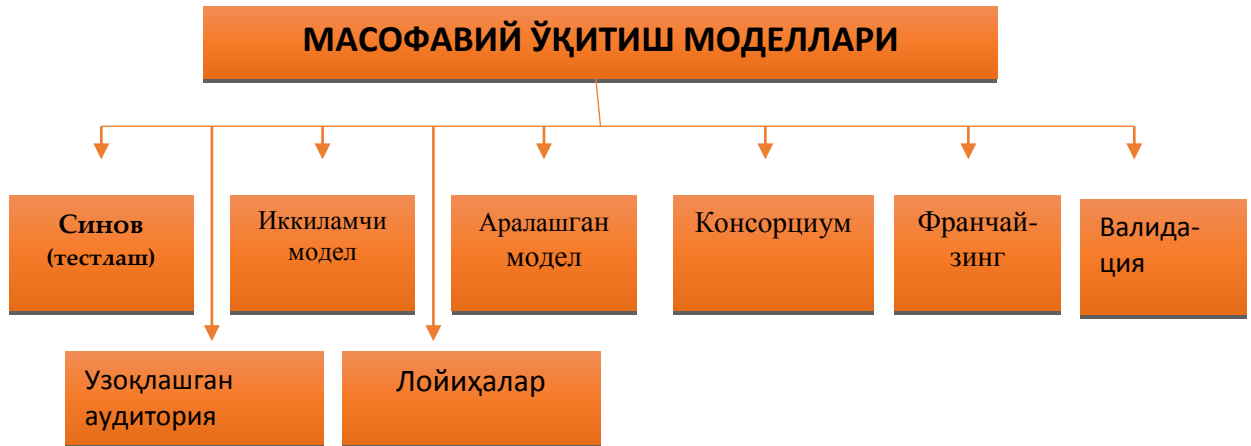 МАСОФАВИЙ ЎҚИТИШ МОДЕЛЛАРИ
Синов
(тестлаш)
Иккиламчи
модел
Аралашган
модел
Консорциум
Франчай-
зинг
Валида-
ция
Узоқлашган
аудитория
Лойиҳалар